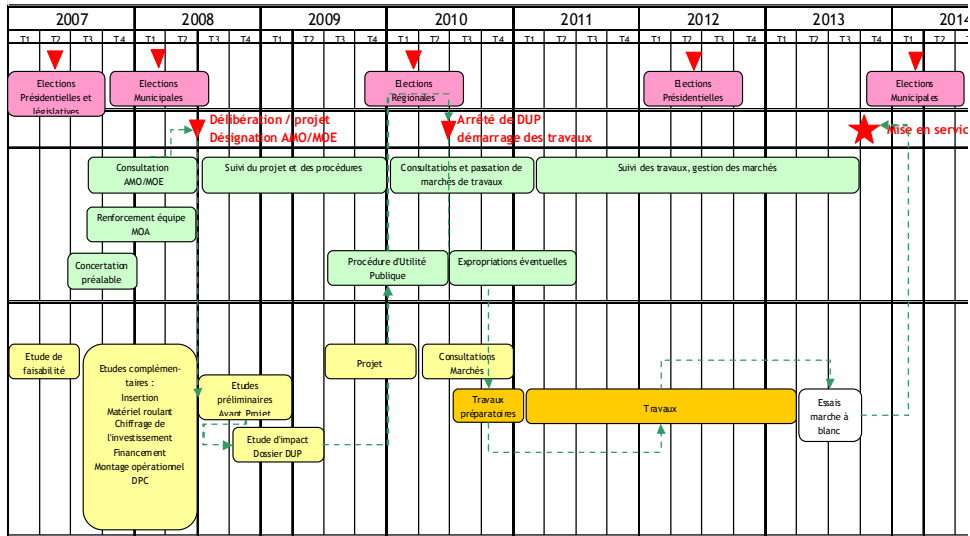 2007 2008 2009 2010 2011 2012 2013 2014
T1 T2 T3 T4 T1 T2 T3 T4 T1 T2 T3 T4 T1 T2 T3 T4 T1 T2 T3 T4 T1 T2 T3 T4 T1 T2 T3 T4 T1 T2
Elections
Présidentielles et
législatives
Elections
Municipales
Elections
Régionales
Elections
Présidentielles
Elections
Municipales
Délibération / projet
Désignation AMO/MOE
Arrêté de DUP
démarrage des travaux
Mise en servic
Consultation
AMO/MOE
Suivi du projet et des procédures
Consultations et passation de
marchés de travaux
Suivi des travaux, gestion des marchés
Renforcement équipe
MOA
Concertation
préalable
Procédure d'Utilité
Publique
Expropriations éventuelles
Etude de
faisabilité
Etudes complémen-
taires :
Insertion
Matériel roulant
Chiffrage de
l'investissement
Financement
Montage opérationnel
DPC
Etudes
préliminaires
Avant Projet
Etude d'impact
Dossier DUP
Projet
Consultations
Marchés
Travaux
préparatoires
Travaux
Essais
marche à
blanc